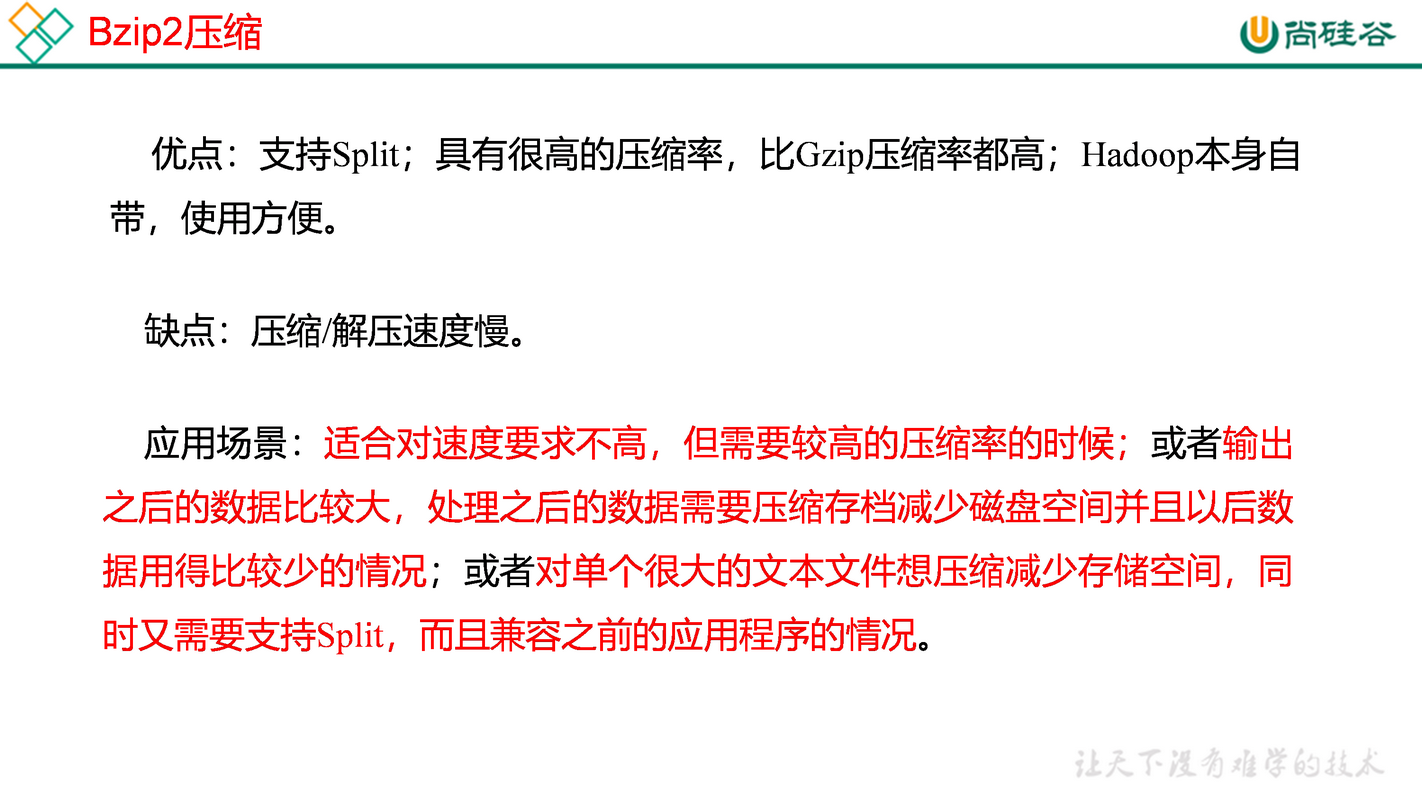 Bzip2压缩
尚硅谷
优点：支持Split；具有很高的压缩率，比Gzip压缩率都高；Hadoop本身自
带，使用方便。
缺点：压缩/解压速度慢。
应用场景：适合对速度要求不高，但需要较高的压缩率的时候；或者输出
之后的数据比较大，处理之后的数据需要压缩存档减少磁盘空间并且以后数
据用得比较少的情况；或者对单个很大的文本文件想压缩减少存储空间，同
时又需要支持Split，而且兼容之前的应用程序的情况。
让天下没有难学的技术